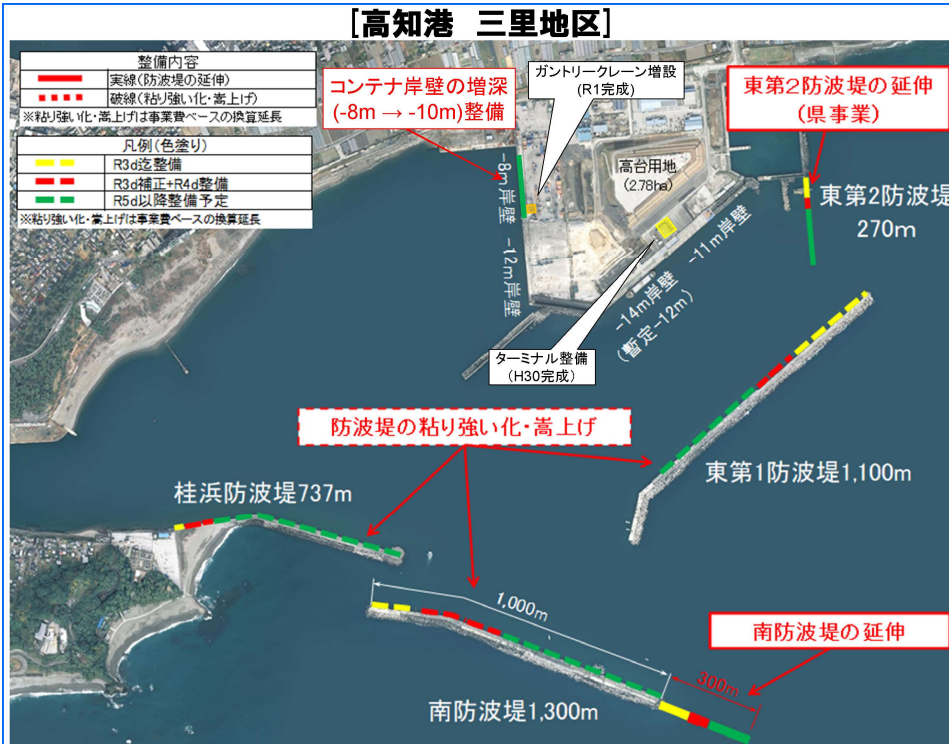 [高知港　三里地区]
整備内容
実線(防波堤の延伸)
破線(粘り強い化・嵩上げ)
※粘り強い化・嵩上げは事業費ベースの換算延長
凡例(色塗り)
R3d迄整備
R3d補正+R4d整備
R5d以降整備予定
※粘り強い化・嵩上げは事業費ベースの換算延長
コンテナ岸壁の増深
(-8m → -10m)整備
ガントリークレーン増設
(R1完成)
東第2防波堤の延伸
(県事業)
高台用地
(2.78ha)
東第2防波堤
270m
-8m岸壁
-12m岸壁
-11m岸壁
-14m岸壁
(暫定-12m)
ターミナル整備
(H30完成)
防波堤の粘り強い化・嵩上げ
東第1防波堤1,100m
桂浜防波堤737m
1,000m
南防波堤の延伸
300m
南防波堤1,300m